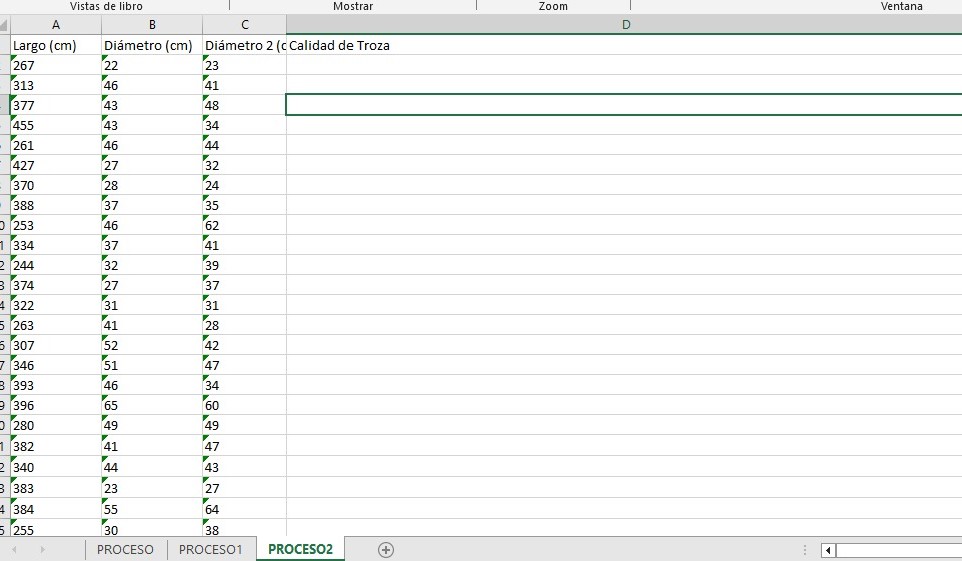 Vistas de libro Mostrar Zoom Ventana
A B C D
Largo (cm) Diámetro (cm) Diámetro 2 (c Calidad de Troza
267 22 23
313 46 41
377 43 48
455 43 34
261 46 44
427 27 32
370 28 24
388 37 35
0 253 46 62
1 334 37 41
2 244 32 39
3 374 27 37
4 322 31 31
5 263 41 28
6 307 52 42
7 346 51 47
8 393 46 34
9 396 65 60
0 280 49 49
1 382 41 47
2 340 44 43
3 383 23 27
4 384 55 64
5 255 30 38
PROCESO PROCESO1 PROCESO2